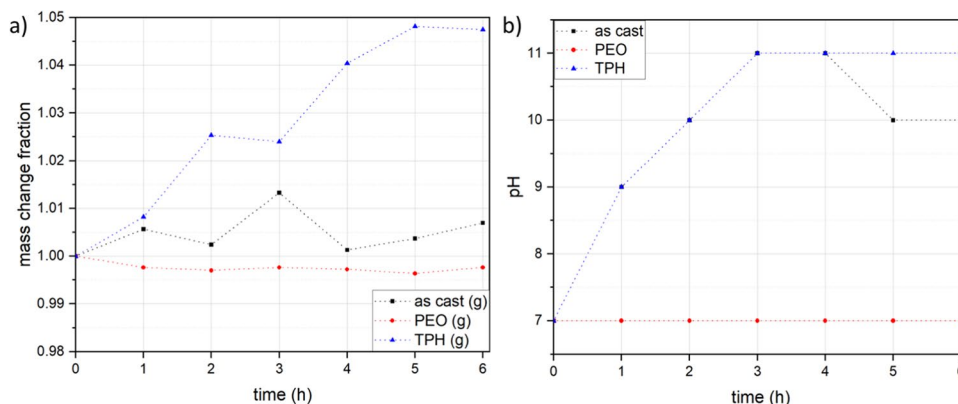 a)
1.05
1.04
1.03
1.02
1.01
1.00
0.99
0.98
mass change fraction
as cast (g)
PEO (g)
TPH (g)
0 1 2 3 4 5 6
time (h)
b)
as cast
PEO
TPH
11
10
9
8
7
pH
0 1 2 3 4 5 6
time (h)